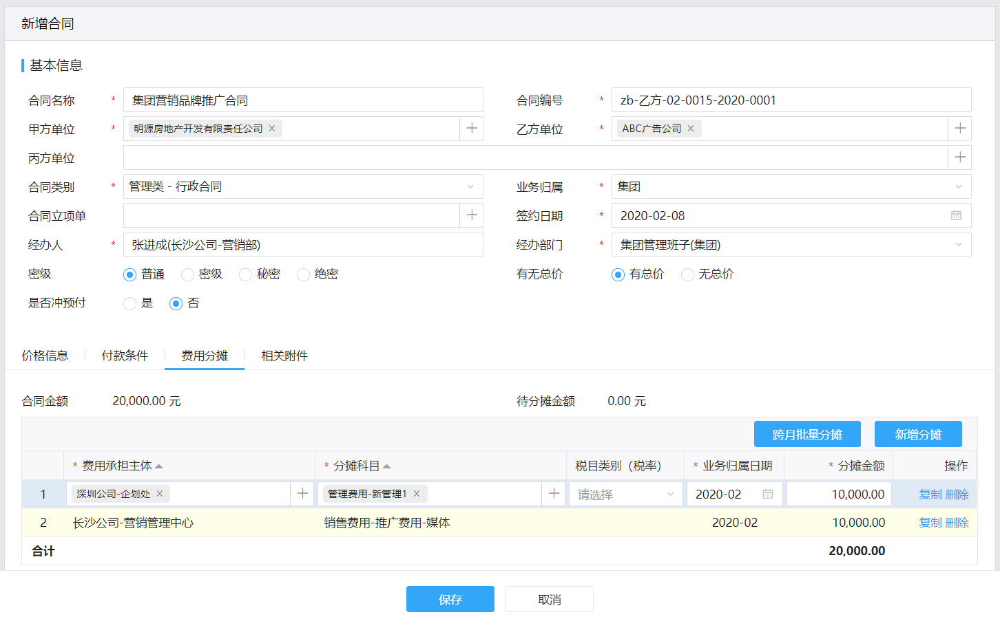 新增合同
基本信息
合同名称 * 集团营销品牌推广合同 合同编号 * zb-乙方-02-0015-2020-0001
甲方单位 * 明源房地产开发有限责任公司 × + 乙方单位 * ABC广告公司 × +
丙方单位 +
合同类别 * 管理类 - 行政合同 业务归属 * 集团
合同立项单 + 签约日期 * 2020-02-08
经办人 * 张进成(长沙公司-营销部) 经办部门 * 集团管理班子(集团)
密级 普通 密级 秘密 绝密 有无总价 有总价 无总价
是否冲预付 是 否
价格信息 付款条件 费用分摊 相关附件
合同金额 20,000.00 元 待分摊金额 0.00 元
跨月批量分摊 新增分摊
* 费用承担主体 * 分摊科目 税目类别（税率） * 业务归属日期 * 分摊金额 操作
1 深圳公司-企划处 × + 管理费用-新管理1 × + 请选择 2020-02 10,000.00 复制 删除
2 长沙公司-营销管理中心 销售费用-推广费用-媒体 2020-02 10,000.00 复制 删除
合计 20,000.00
保存 取消